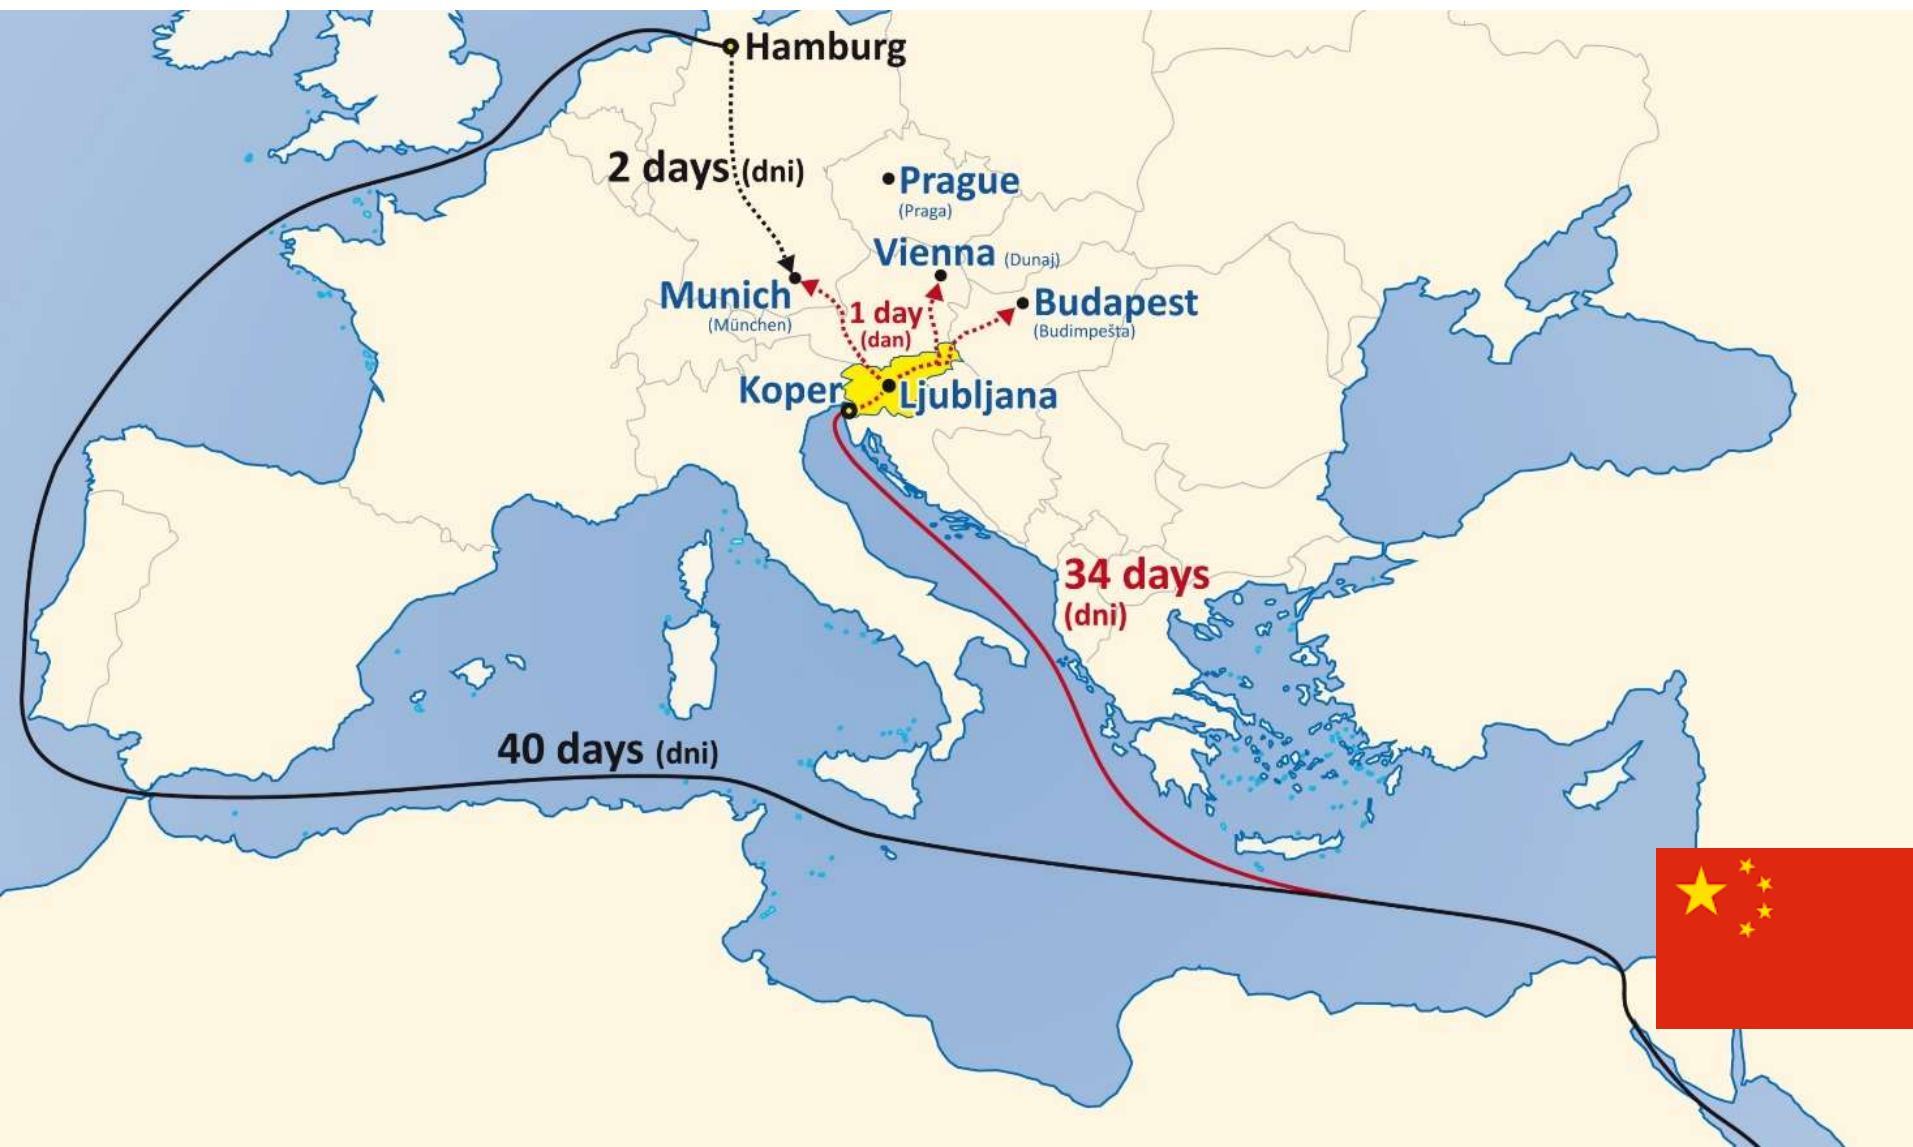 Hamburg
2 days (dni)
Prague
(Praga)
Vienna (Dunaj)
Munich
(München)
1 day
(dan)
Budapest
(Budimpešta)
Koper
Ljubljana
34 days
(dni)
40 days (dni)